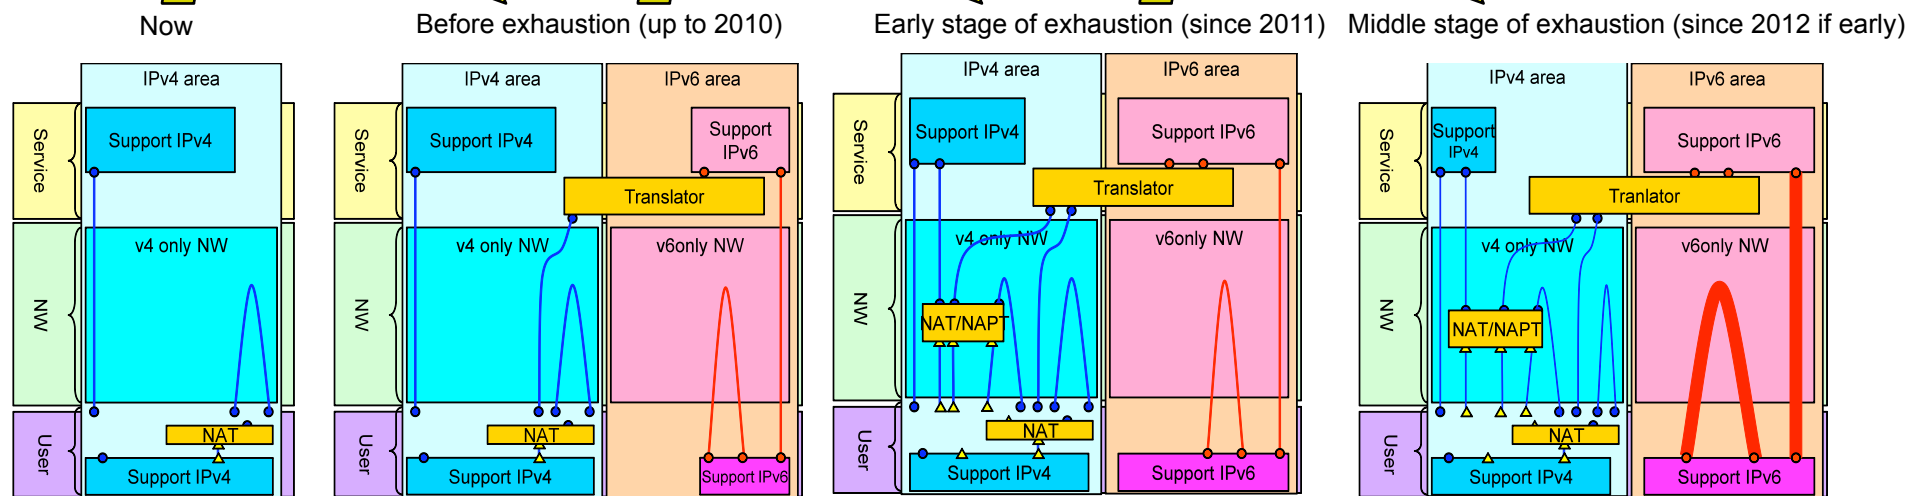 Now
IPv4 area
Service
Support IPv4
NW
v4 only NW
User
NAT
Support IPv4
Before exhaustion (up to 2010)
IPv4 area
IPv6 area
Service
Support IPv4
Support
IPv6
Translator
NW
v4 only NW
v6only NW
User
NAT
Support IPv4
Support IPv6
Early stage of exhaustion (since 2011)
IPv4 area
IPv6 area
Service
Support IPv4
Support IPv6
Translator
NW
v4 only NW
v6only NW
NAT/NAPT
User
NAT
Support IPv4
Support IPv6
Middle stage of exhaustion (since 2012 if early)
IPv4 area
IPv6 area
Service
Support
IPv4
Support IPv6
Tranlator
NW
v4 only NW
v6only NW
NAT/NAPT
User
NAT
Support IPv4
Support IPv6